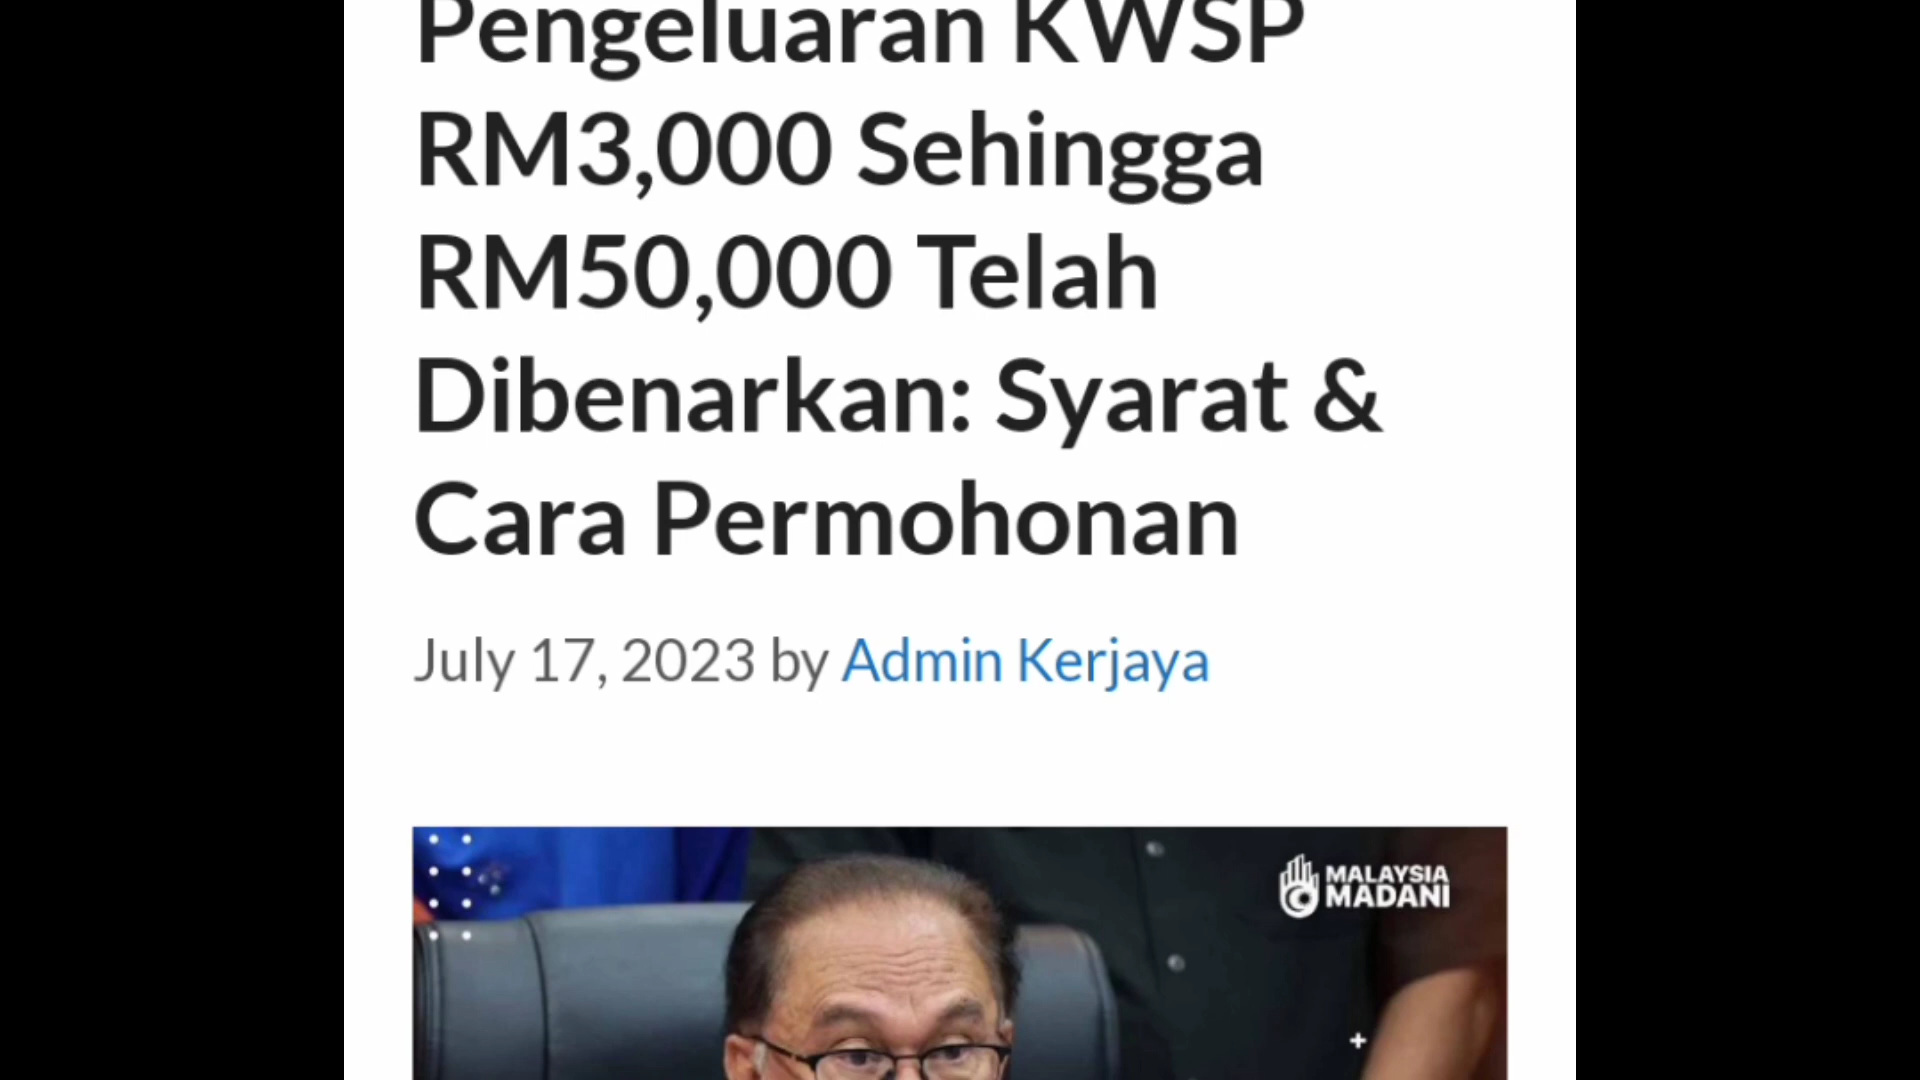 Pengeluaran KWSP
RM3,000 Sehingga
RM50,000 Telah
Dibenarkan: Syarat &
Cara Permohonan
July 17, 2023 by Admin Kerjaya
MALAYSIA
MADANI